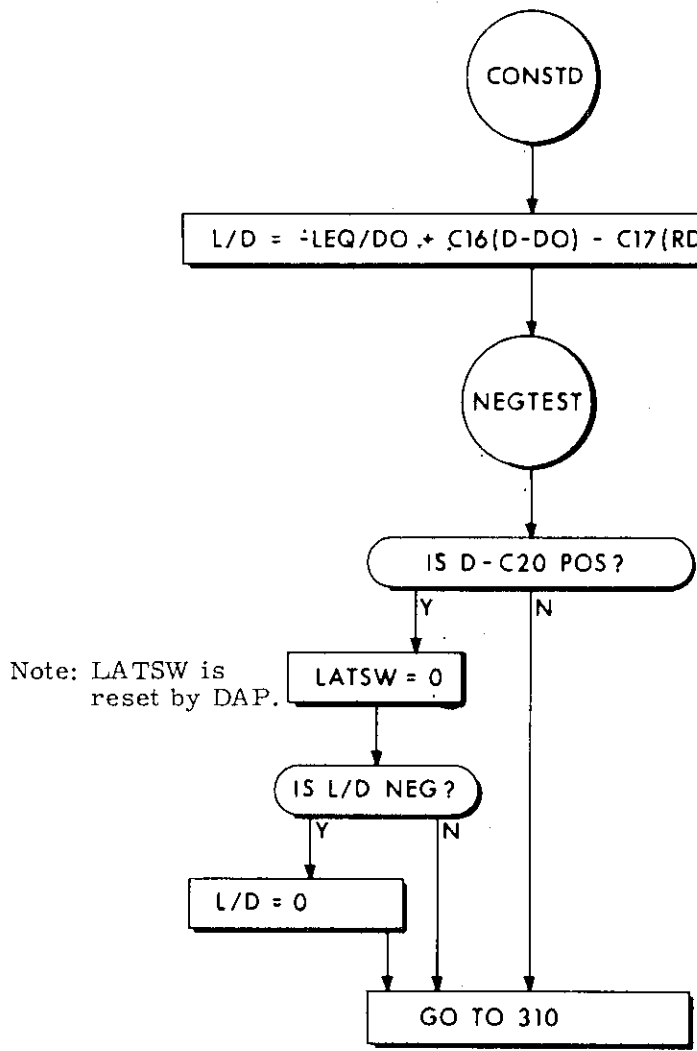 CONSTD
L/D = -LEQ/DO + C16(D-DO) - C17(RD
NEGTEST
IS D-C20 POS?
Y
N
Note: LATSW is
reset by DAP.
LATSW = 0
IS L/D NEG?
Y
N
L/D = 0
GO TO 310